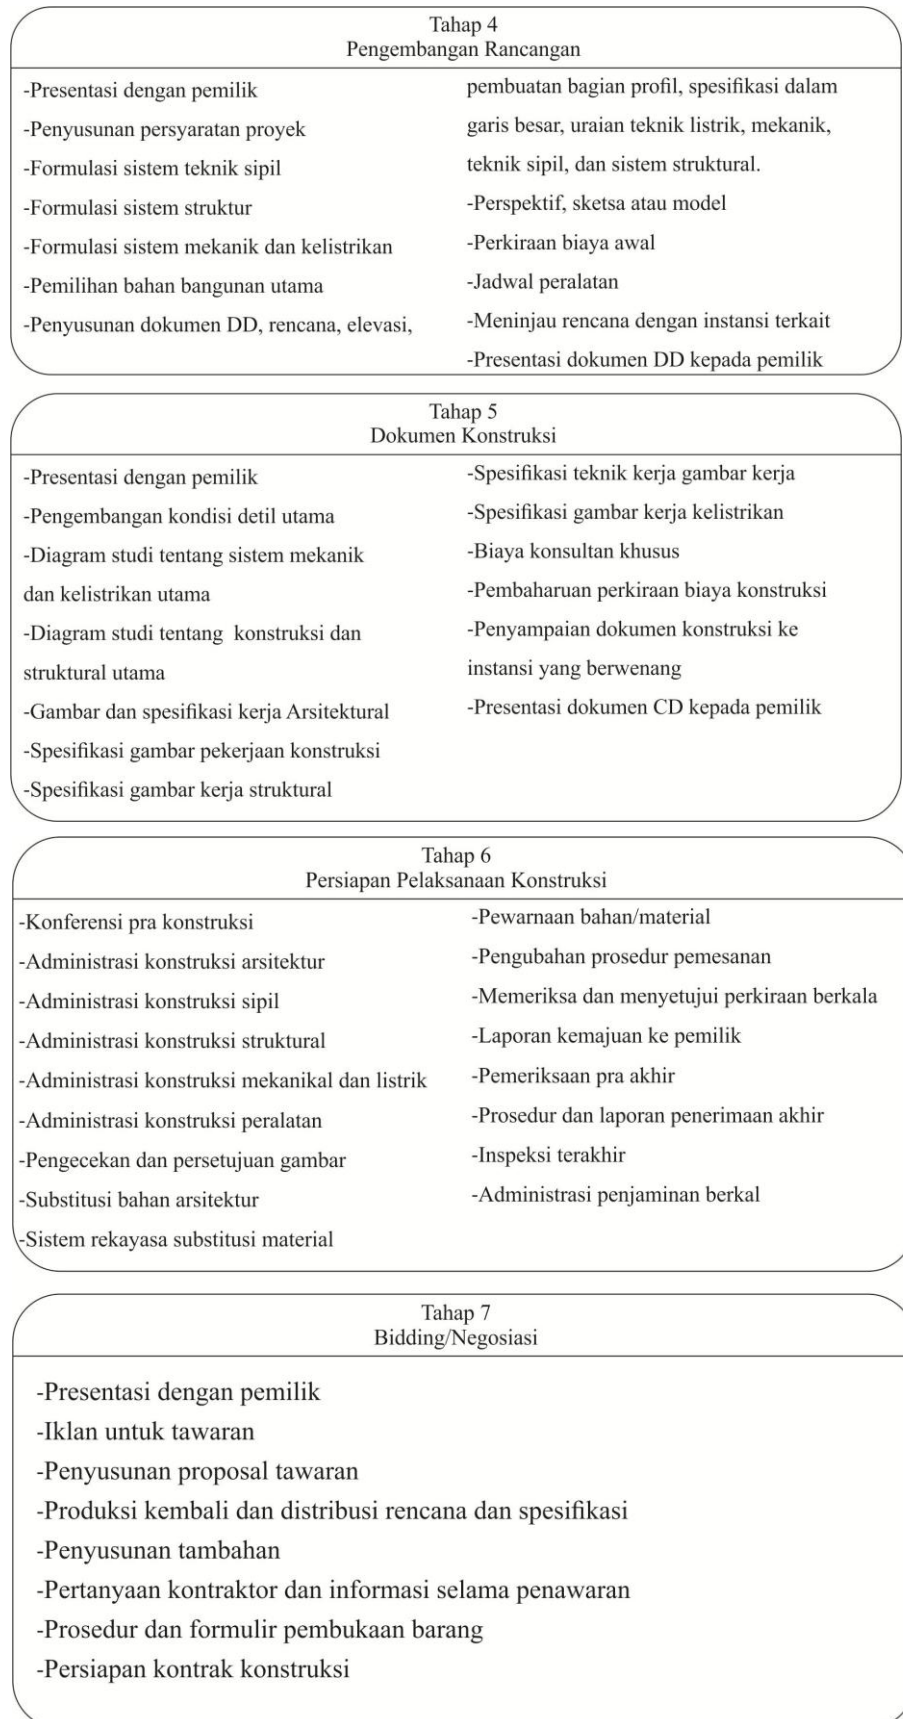 Tahap 4
Pengembangan Rancangan
-Presentasi dengan pemilik
-Penyusunan persyaratan proyek
-Formulasi sistem teknik sipil
-Formulasi sistem struktur
-Formulasi sistem mekanik dan kelistrikan
-Pemilihan bahan bangunan utama
-Penyusunan dokumen DD, rencana, elevasi,
pembuatan bagian profil, spesifikasi dalam
garis besar, uraian teknik listrik, mekanik,
teknik sipil, dan sistem struktural.
-Perspektif, sketsa atau model
-Perkiraan biaya awal
-Jadwal peralatan
-Meninjau rencana dengan instansi terkait
-Presentasi dokumen DD kepada pemilik
Tahap 5
Dokumen Konstruksi
-Presentasi dengan pemilik
-Pengembangan kondisi detil utama
-Diagram studi tentang sistem mekanik
dan kelistrikan utama
-Diagram studi tentang konstruksi dan
struktural utama
-Gambar dan spesifikasi kerja Arsitektural
-Spesifikasi gambar pekerjaan konstruksi
-Spesifikasi gambar kerja struktural
-Spesifikasi teknik kerja gambar kerja
-Spesifikasi gambar kerja kelistrikan
-Biaya konsultan khusus
-Pembaharuan perkiraan biaya konstruksi
-Penyampaian dokumen konstruksi ke
instansi yang berwenang
-Presentasi dokumen CD kepada pemilik
Tahap 6
Persiapan Pelaksanaan Konstruksi
-Konferensi pra konstruksi
-Administrasi konstruksi arsitektur
-Administrasi konstruksi sipil
-Administrasi konstruksi struktural
-Administrasi konstruksi mekanikal dan listrik
-Administrasi konstruksi peralatan
-Pengecekan dan persetujuan gambar
-Substitusi bahan arsitektur
-Sistem rekayasa substitusi material
-Pewarnaan bahan/material
-Pengubahan prosedur pemesanan
-Memeriksa dan menyetujui perkiraan berkala
-Laporan kemajuan ke pemilik
-Pemeriksaan pra akhir
-Prosedur dan laporan penerimaan akhir
-Inspeksi terakhir
-Administrasi penjaminan berkal
Tahap 7
Bidding/Negosiasi
-Presentasi dengan pemilik
-Iklan untuk tawaran
-Penyusunan proposal tawaran
-Produksi kembali dan distribusi rencana dan spesifikasi
-Penyusunan tambahan
-Pertanyaan kontraktor dan informasi selama penawaran
-Prosedur dan formulir pembukaan barang
-Persiapan kontrak konstruksi